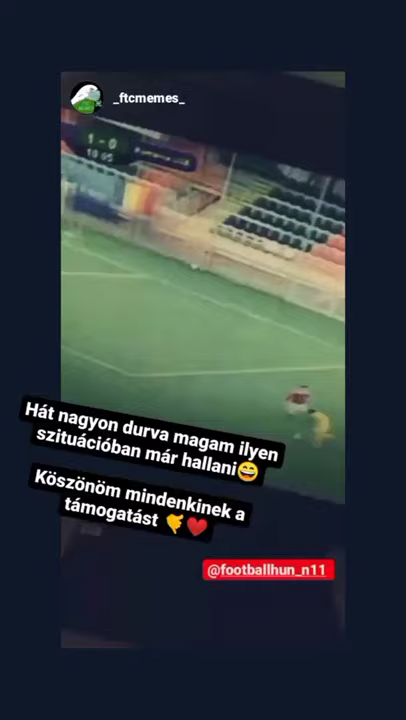 _ftcmemes_
1 - 0
Hát nagyon durva magam ilyen
szituációban már hallani😄
Köszönöm mindenkinek a
támogatást 🤙❤️
@footballhun_n11